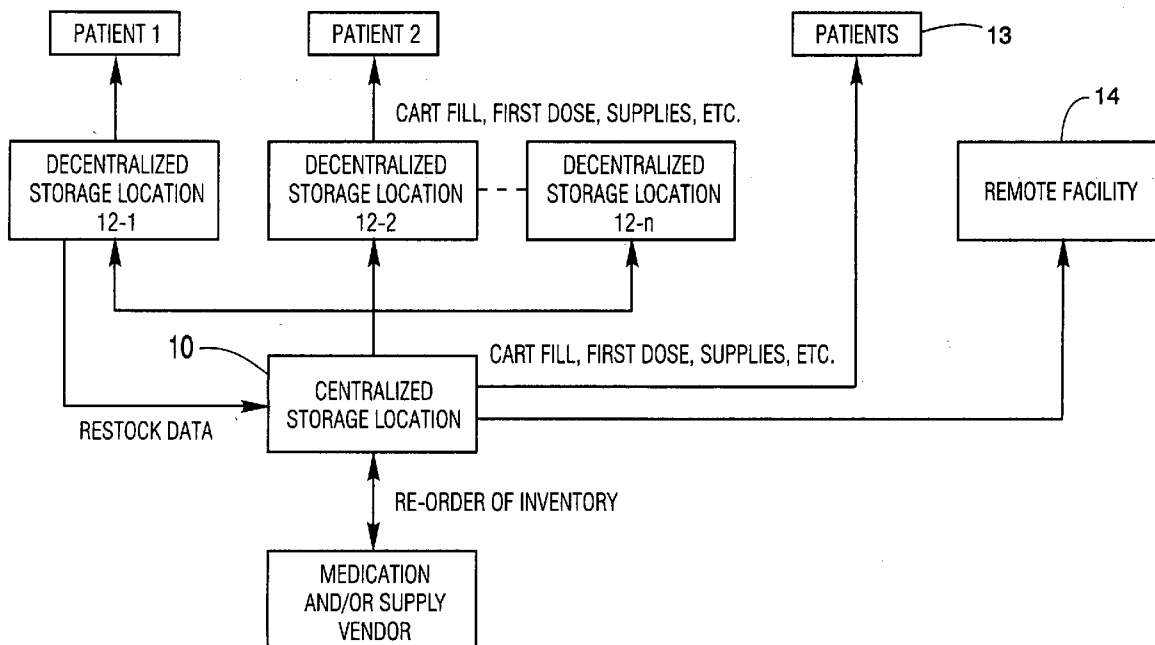 PATIENT 1
PATIENT 2
PATIENTS
13
CART FILL, FIRST DOSE, SUPPLIES, ETC.
14
DECENTRALIZED
STORAGE LOCATION
12-1
DECENTRALIZED
STORAGE LOCATION
12-2
DECENTRALIZED
STORAGE LOCATION
12-n
REMOTE FACILITY
10
CART FILL, FIRST DOSE, SUPPLIES, ETC.
CENTRALIZED
STORAGE LOCATION
RESTOCK DATA
RE-ORDER OF INVENTORY
MEDICATION
AND/OR SUPPLY
VENDOR